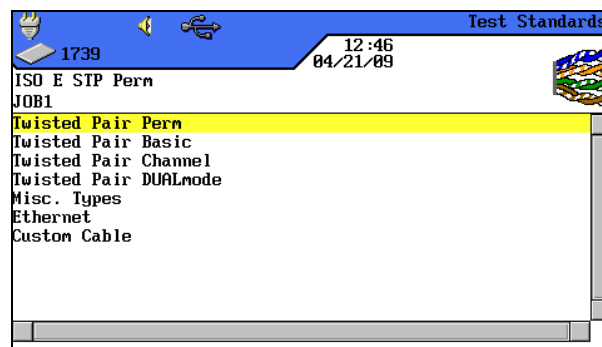 Test Standards
1739
12:46
04/21/09
ISO E STP Perm
JOB1
Twisted Pair Perm
Twisted Pair Basic
Twisted Pair Channel
Twisted Pair DUALmode
Misc. Types
Ethernet
Custom Cable